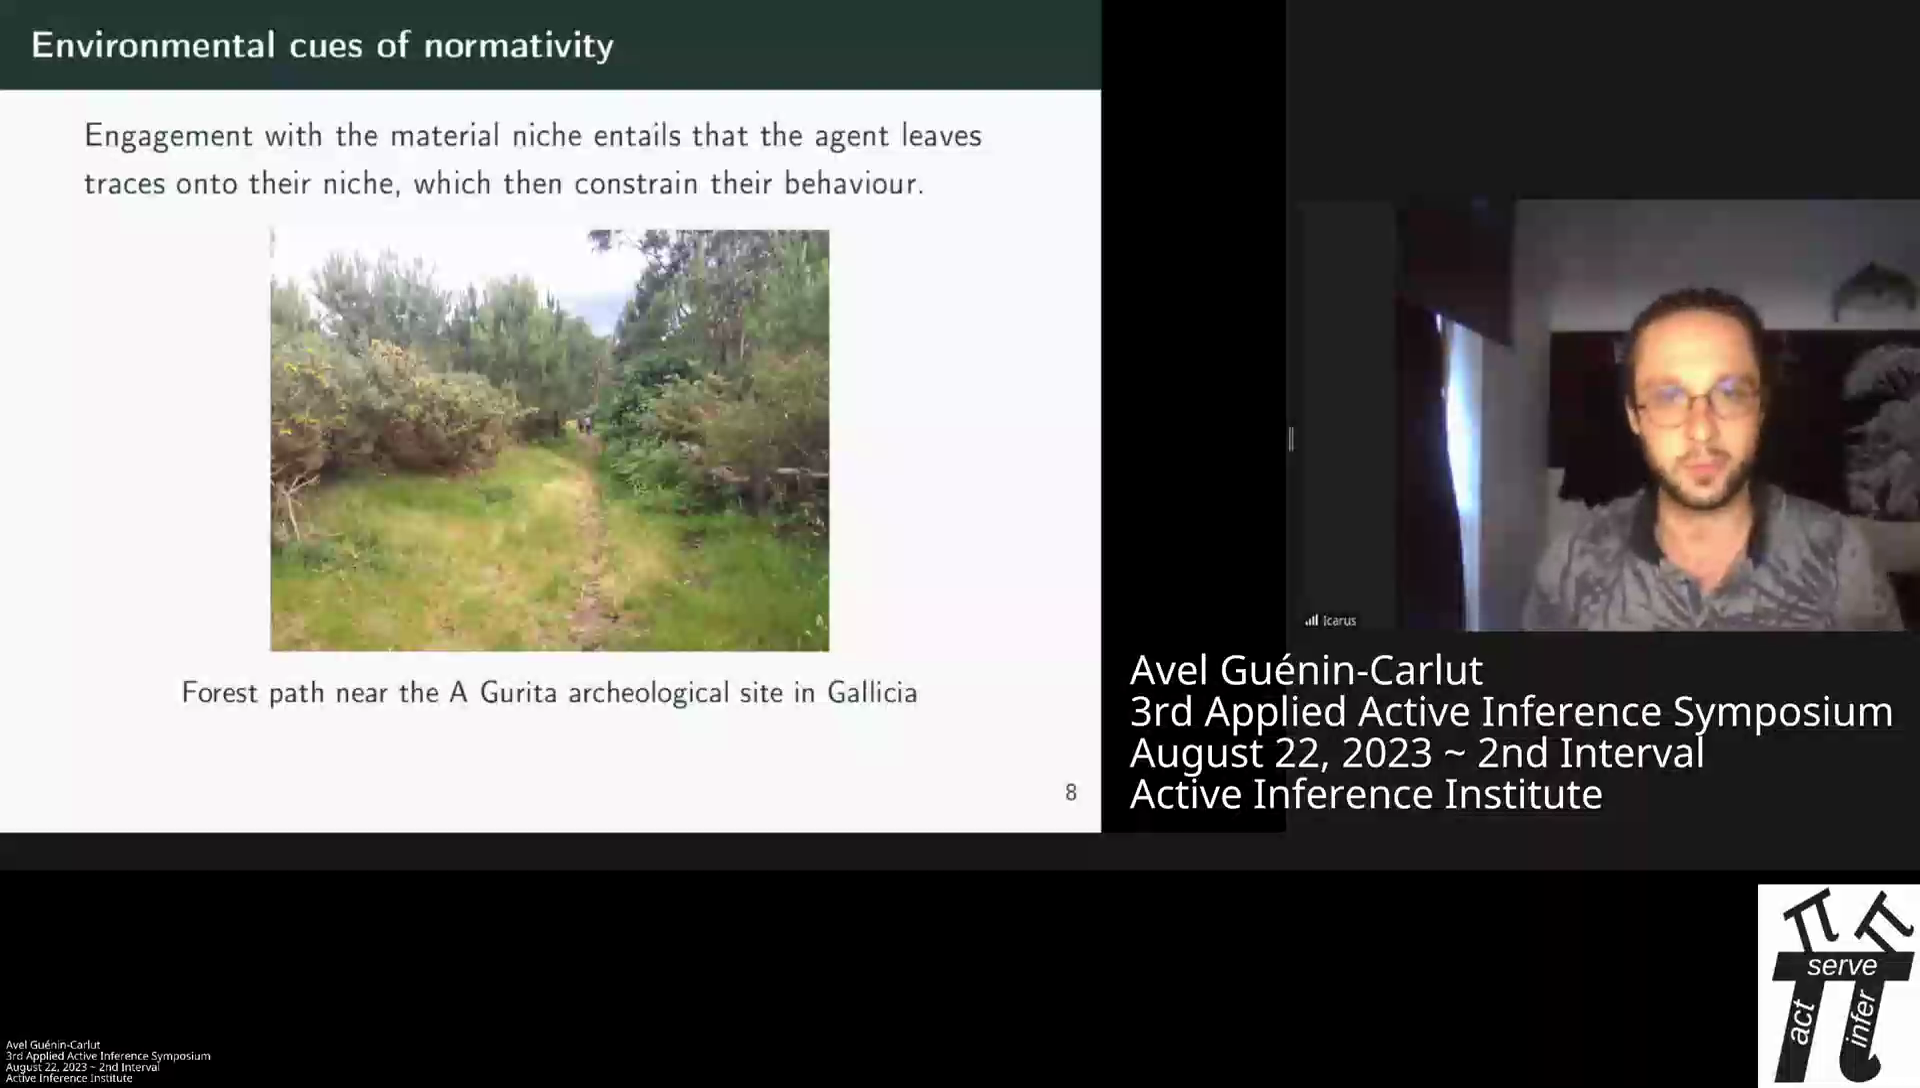 Environmental cues of normativity
Engagement with the material niche entails that the agent leaves
traces onto their niche, which then constrain their behaviour.
Forest path near the A Gurita archeological site in Gallicia
8
Icarus
Avel Guénin-Carlut
3rd Applied Active Inference Symposium
August 22, 2023 ~ 2nd Interval
Active Inference Institute
serve
act
infer
Avel Guénin-Carlut
3rd Applied Active Inference Symposium
August 22, 2023 ~ 2nd Interval
Active Inference Institute